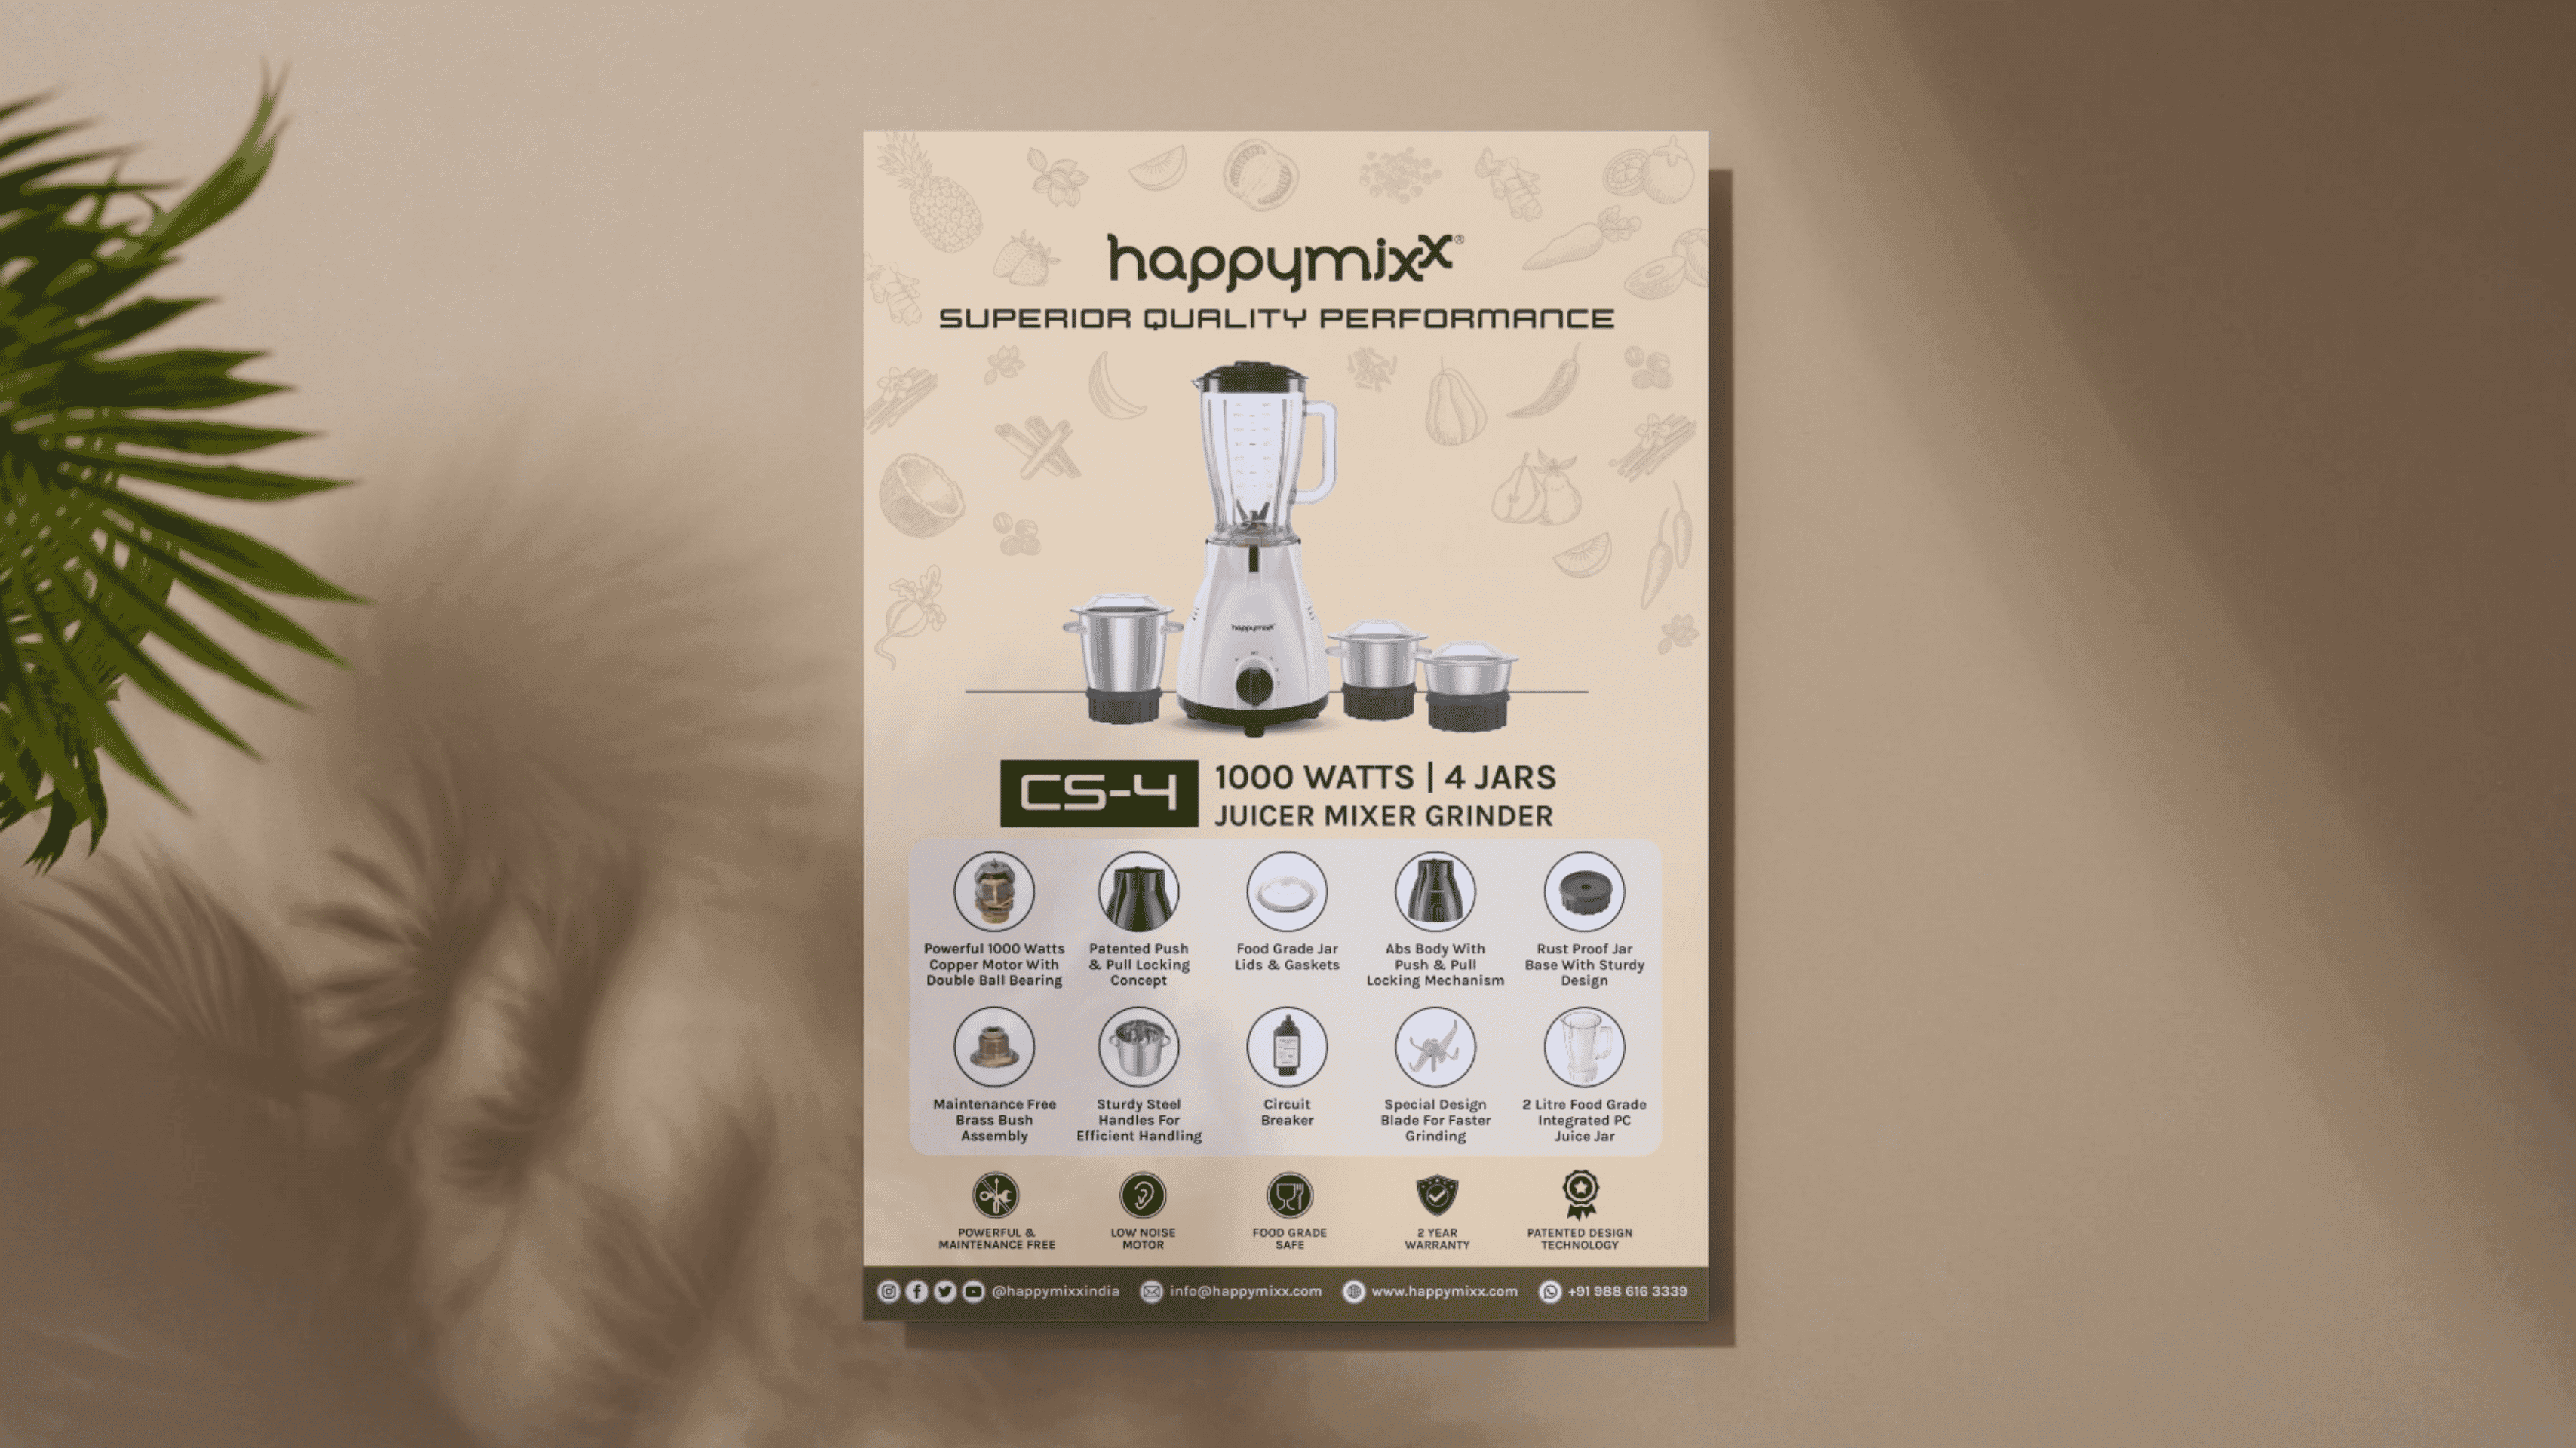 happymixx®
SUPERIOR QUALITY PERFORMANCE
happymixx
CS-4
1000 WATTS | 4 JARS
JUICER MIXER GRINDER
Powerful 1000 Watts
Copper Motor With
Double Ball Bearing
Patented Push
& Pull Locking
Concept
Food Grade Jar
Lids & Gaskets
Abs Body With
Push & Pull
Locking Mechanism
Rust Proof Jar
Base With Sturdy
Design
Maintenance Free
Brass Bush
Assembly
Sturdy Steel
Handles For
Efficient Handling
Circuit
Breaker
Special Design
Blade For Faster
Grinding
2 Litre Food Grade
Integrated PC
Juice Jar
POWERFUL &
MAINTENANCE FREE
LOW NOISE
MOTOR
FOOD GRADE
SAFE
2 YEAR
WARRANTY
PATENTED DESIGN
TECHNOLOGY
@happymixxindia info@happymixx.com www.happymixx.com +91 988 616 3339